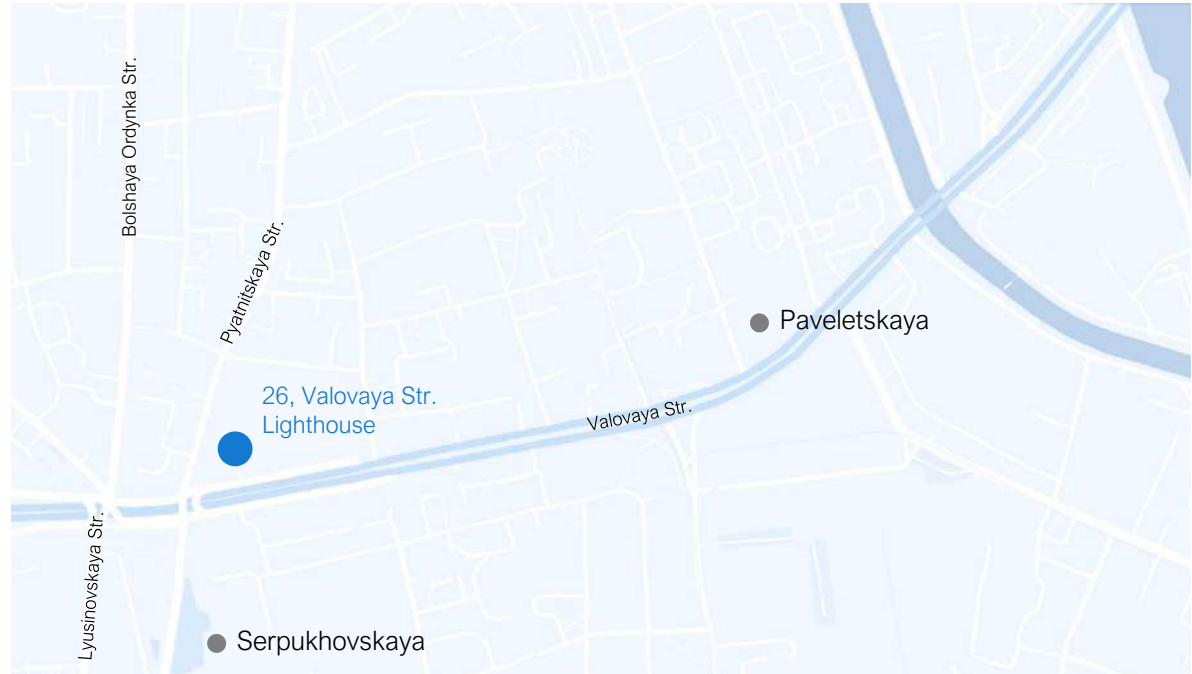 Bolshaya Ordynka Str.
Pyatnitskaya Str.
Paveletskaya
26, Valovaya Str.
Lighthouse
Valovaya Str.
Lyusinovskaya Str.
Serpukhovskaya